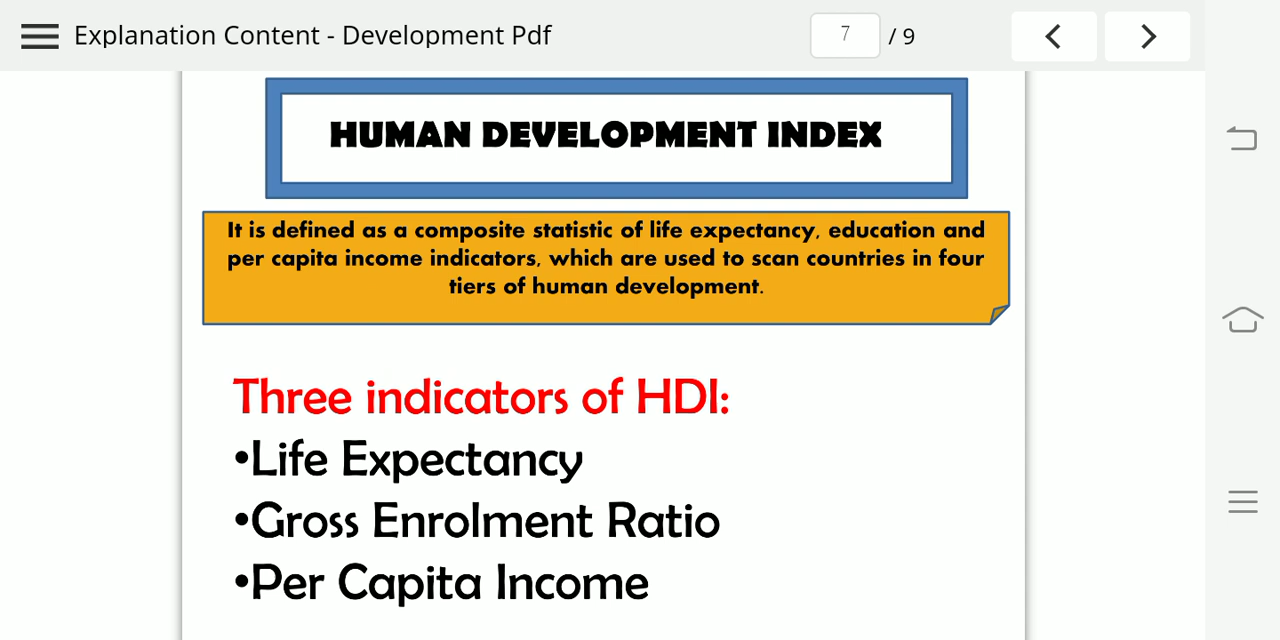 Explanation Content - Development Pdf
7 / 9
HUMAN DEVELOPMENT INDEX
It is defined as a composite statistic of life expectancy, education and
per capita income indicators, which are used to scan countries in four
tiers of human development.
Three indicators of HDI:
•Life Expectancy
•Gross Enrolment Ratio
•Per Capita Income